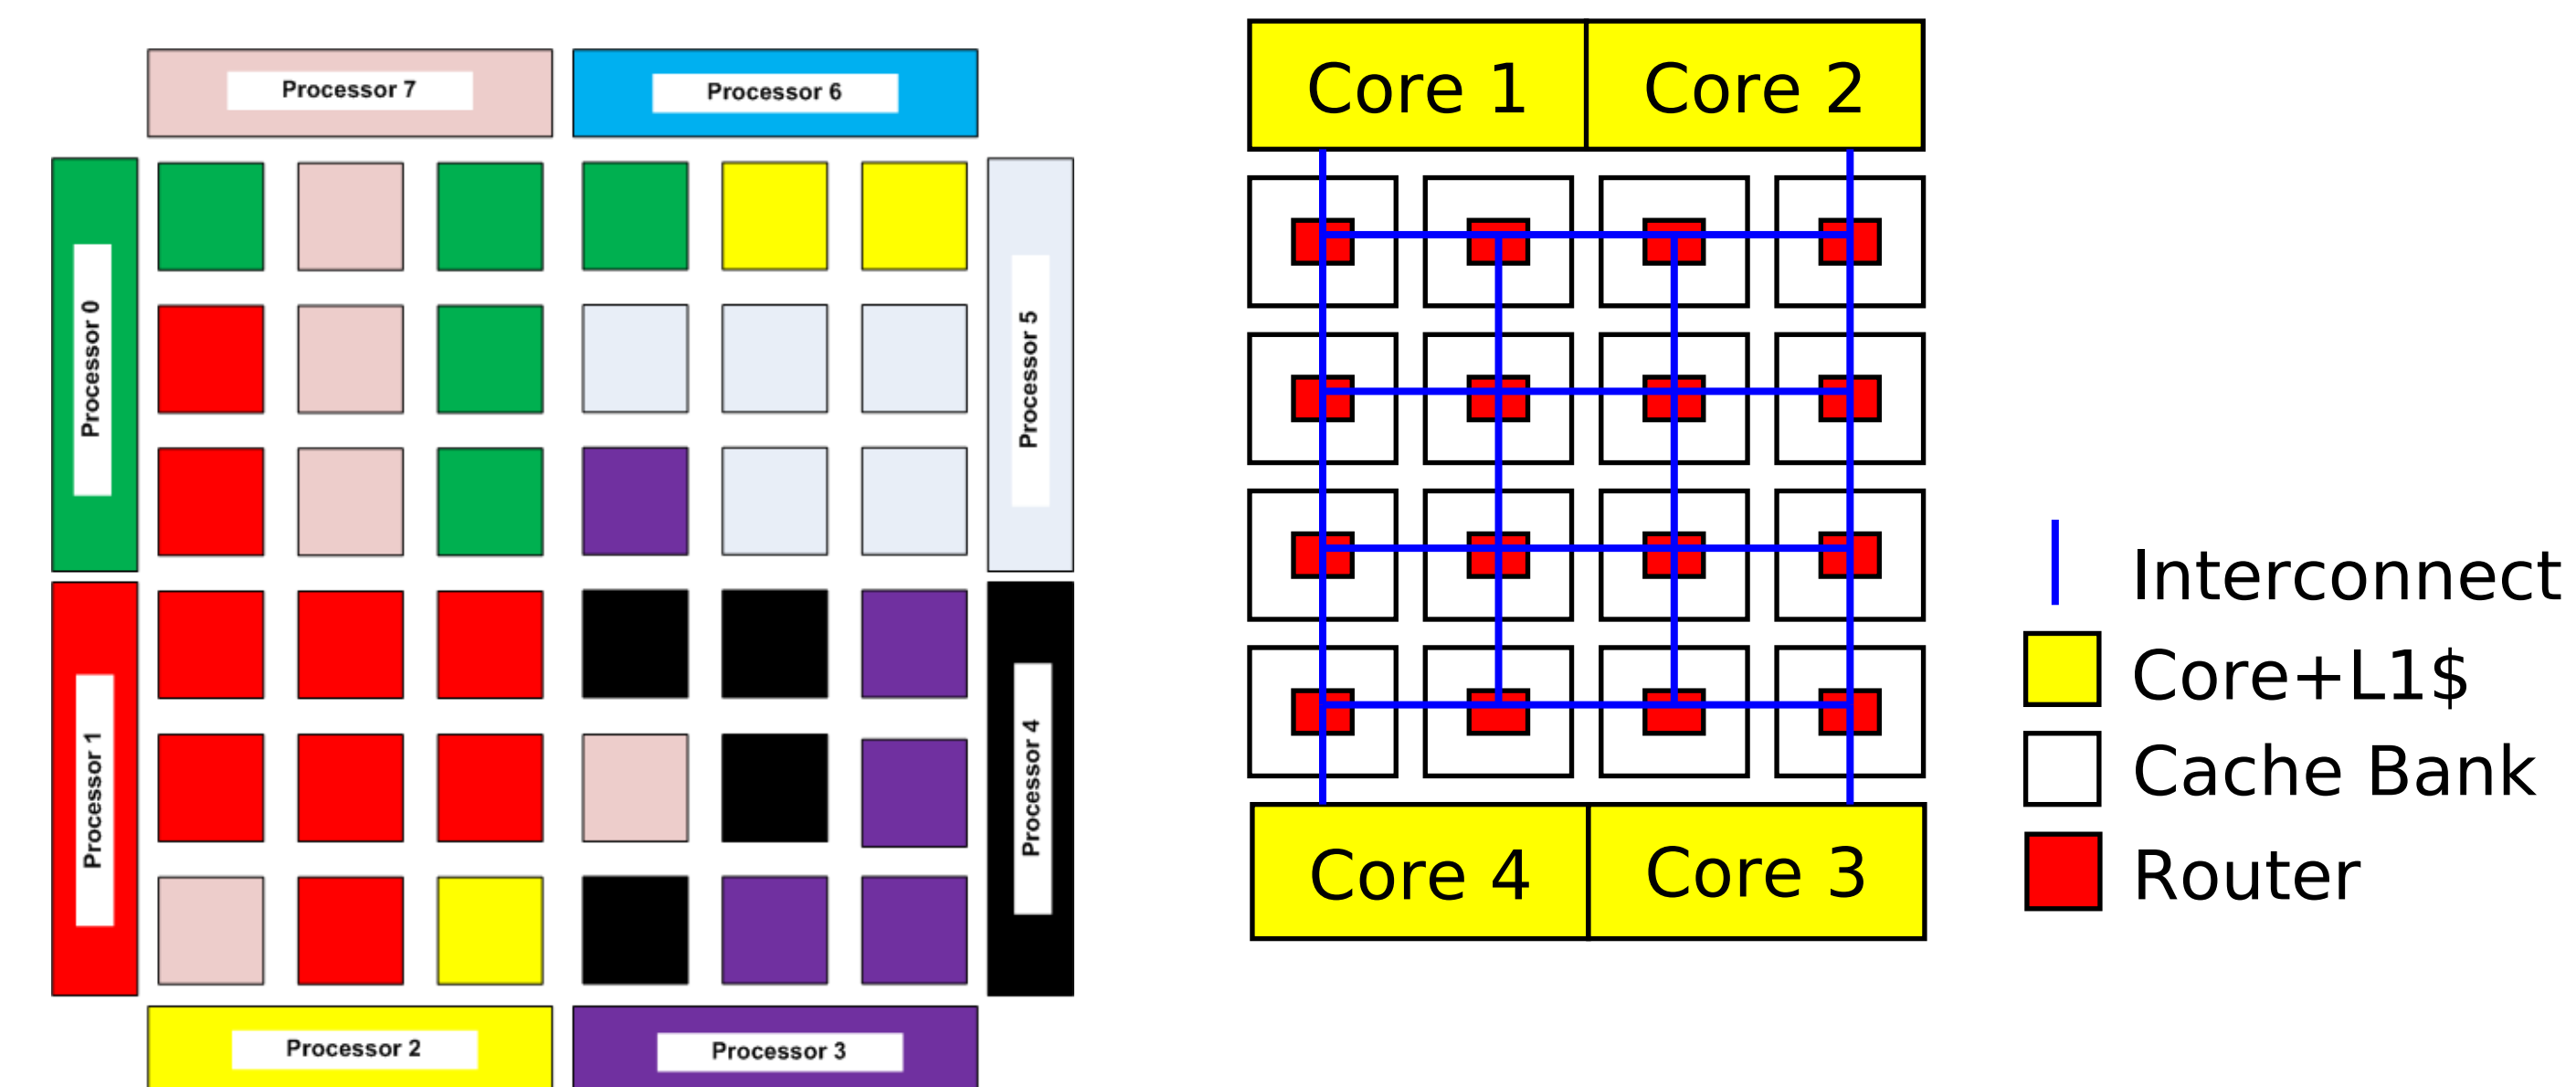 Processor 7
Processor 6
Processor 0
Processor 5
Processor 1
Processor 4
Processor 2
Processor 3
Core 1
Core 2
Core 4
Core 3
Interconnect
Core+L1$
Cache Bank
Router